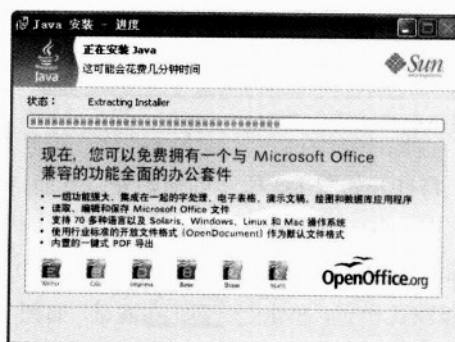 Java 安装 - 进度
Java
正在安装 Java
这可能会花费几分钟时间
Sun
状态： Extracting Installer
现在，您可以免费拥有一个与 Microsoft Office
兼容的功能全面的办公套件
• 一组功能强大、集成在一起的字处理、电子表格、演示文稿、绘图和数据库应用程序
• 读取、编辑和保存 Microsoft Office 文件
• 支持 70 多种语言以及 Solaris、Windows、Linux 和 Mac 操作系统
• 使用行业标准的开放文件格式 (OpenDocument) 作为默认文件格式
• 内置的一键式 PDF 导出
Writer Calc Impress Base Draw Math
OpenOffice.org